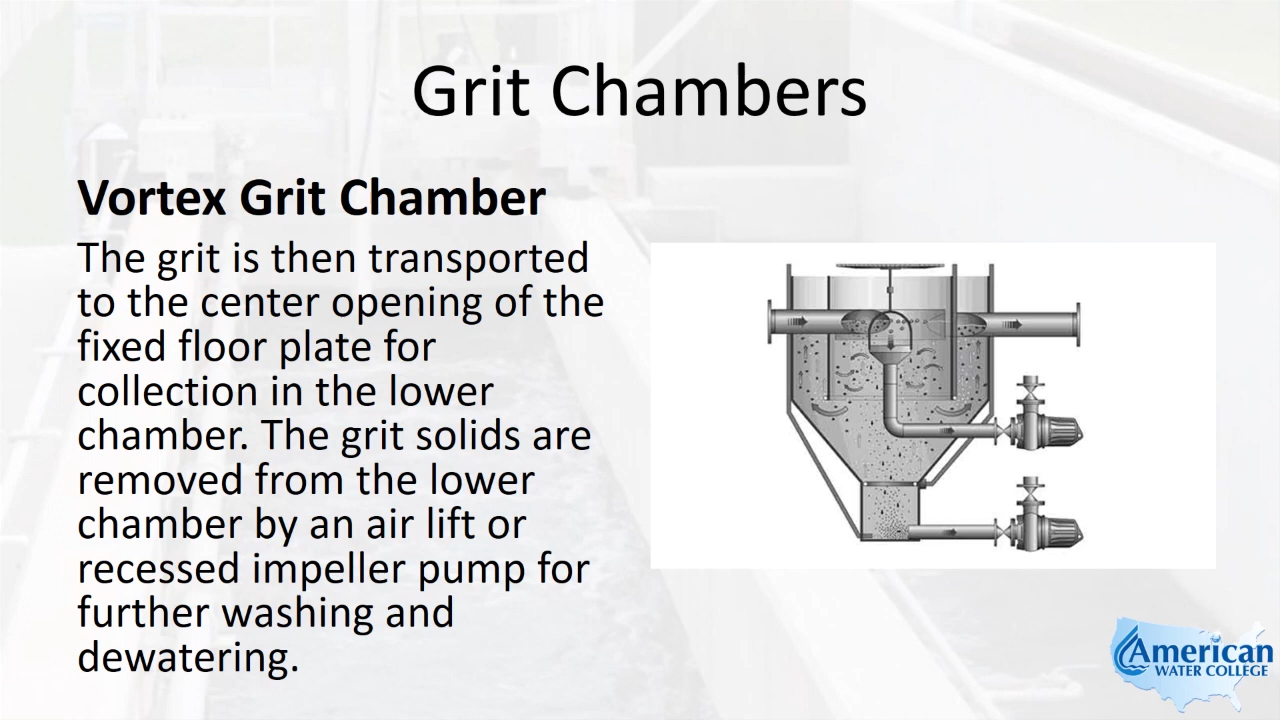 Grit Chambers
Vortex Grit Chamber
The grit is then transported
to the center opening of the
fixed floor plate for
collection in the lower
chamber. The grit solids are
removed from the lower
chamber by an air lift or
recessed impeller pump for
further washing and
dewatering.
American
WATER COLLEGE